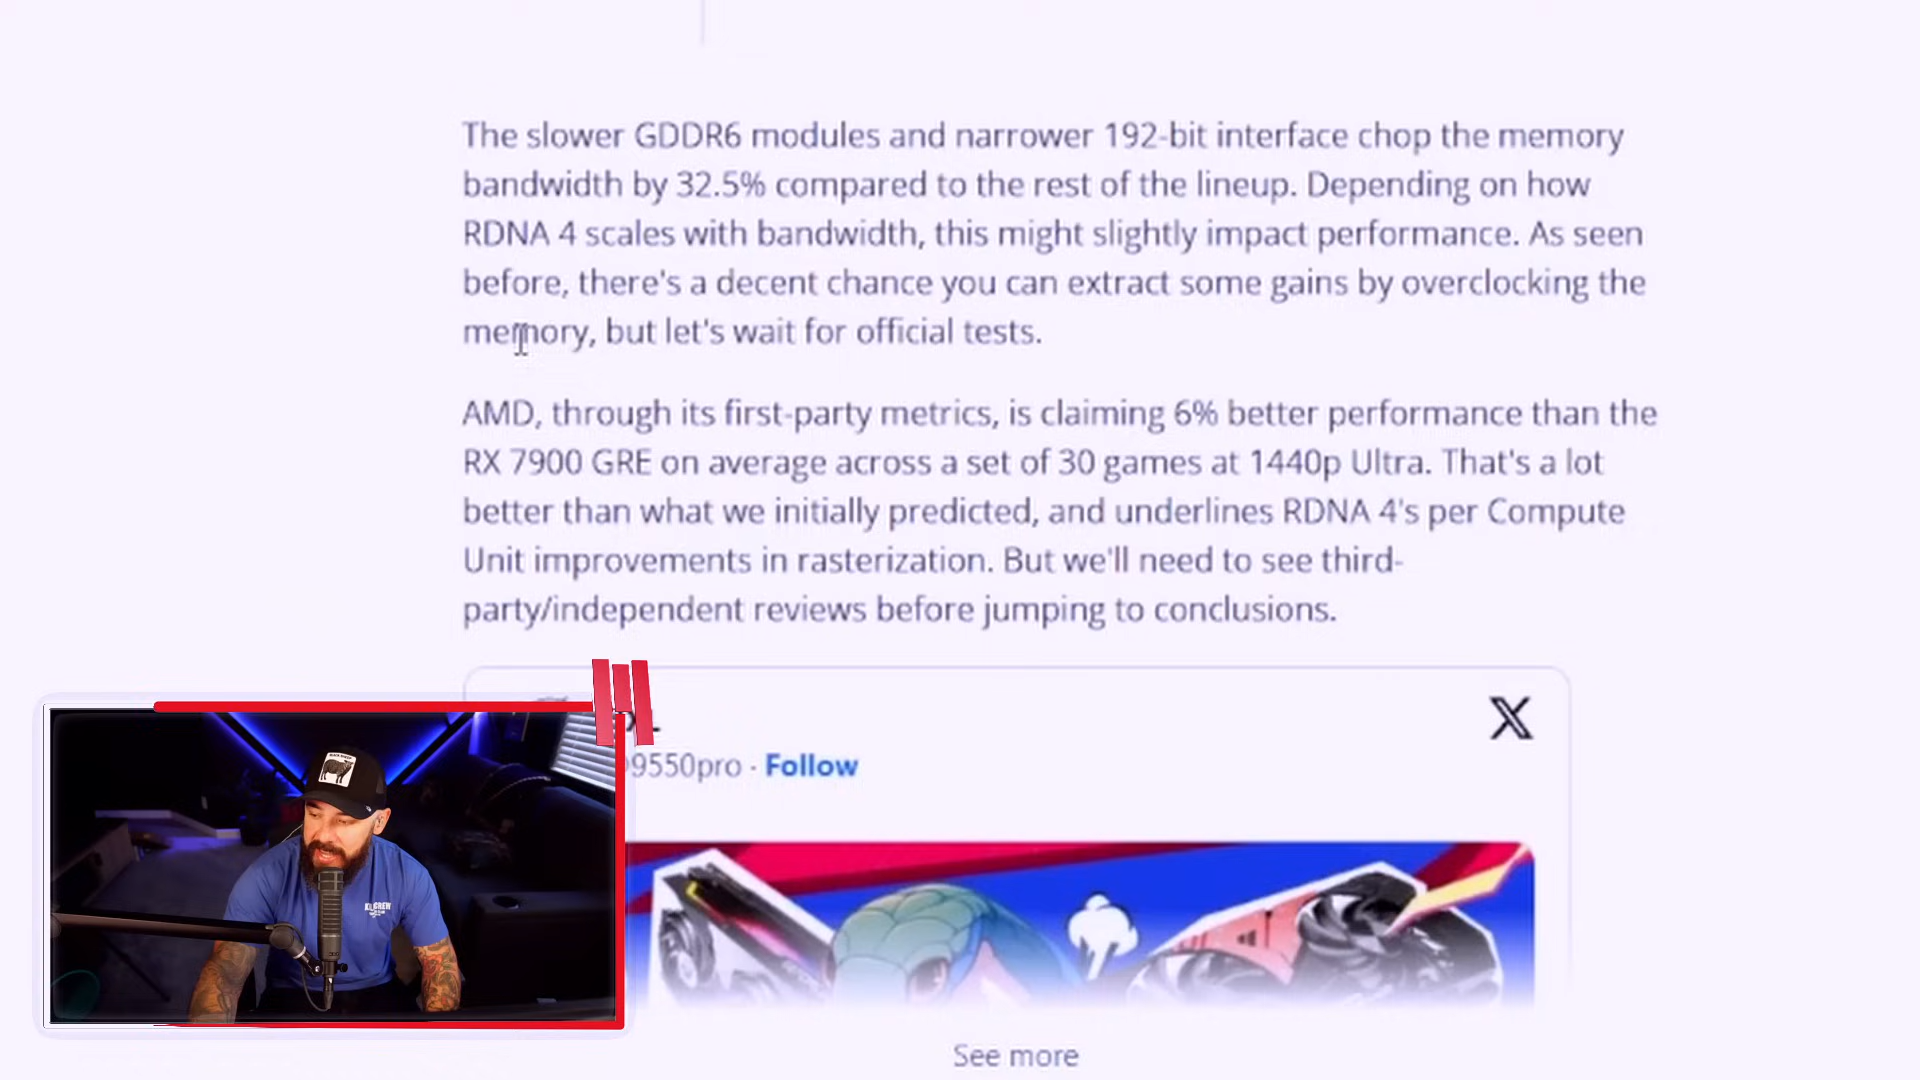 The slower GDDR6 modules and narrower 192-bit interface chop the memory
bandwidth by 32.5% compared to the rest of the lineup. Depending on how
RDNA 4 scales with bandwidth, this might slightly impact performance. As seen
before, there's a decent chance you can extract some gains by overclocking the
memory, but let's wait for official tests.
AMD, through its first-party metrics, is claiming 6% better performance than the
RX 7900 GRE on average across a set of 30 games at 1440p Ultra. That's a lot
better than what we initially predicted, and underlines RDNA 4's per Compute
Unit improvements in rasterization. But we'll need to see third-
party/independent reviews before jumping to conclusions.
9550pro · Follow
See more